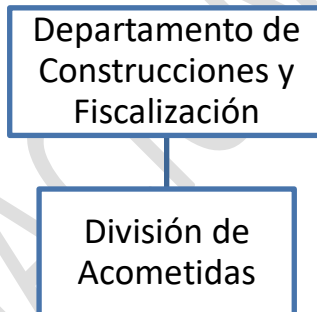 Departamento de
Construcciones y
Fiscalización
División de
Acometidas